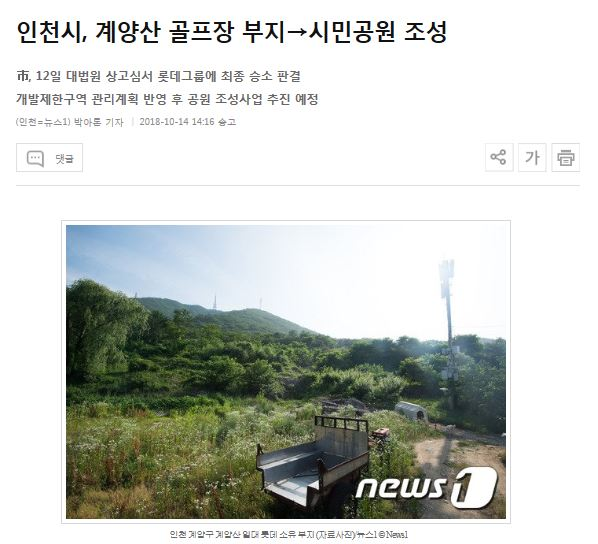 인천시, 계양산 골프장 부지→시민공원 조성
市, 12일 대법원 상고심서 롯데그룹에 최종 승소 판결
개발제한구역 관리계획 반영 후 공원 조성사업 추진 예정
(인천=뉴스1) 박아론 기자 | 2018-10-14 14:16 송고
댓글
가
news1
인천 계양구 계양산 일대 롯데 소유 부지(자료사진)/뉴스1 © News1